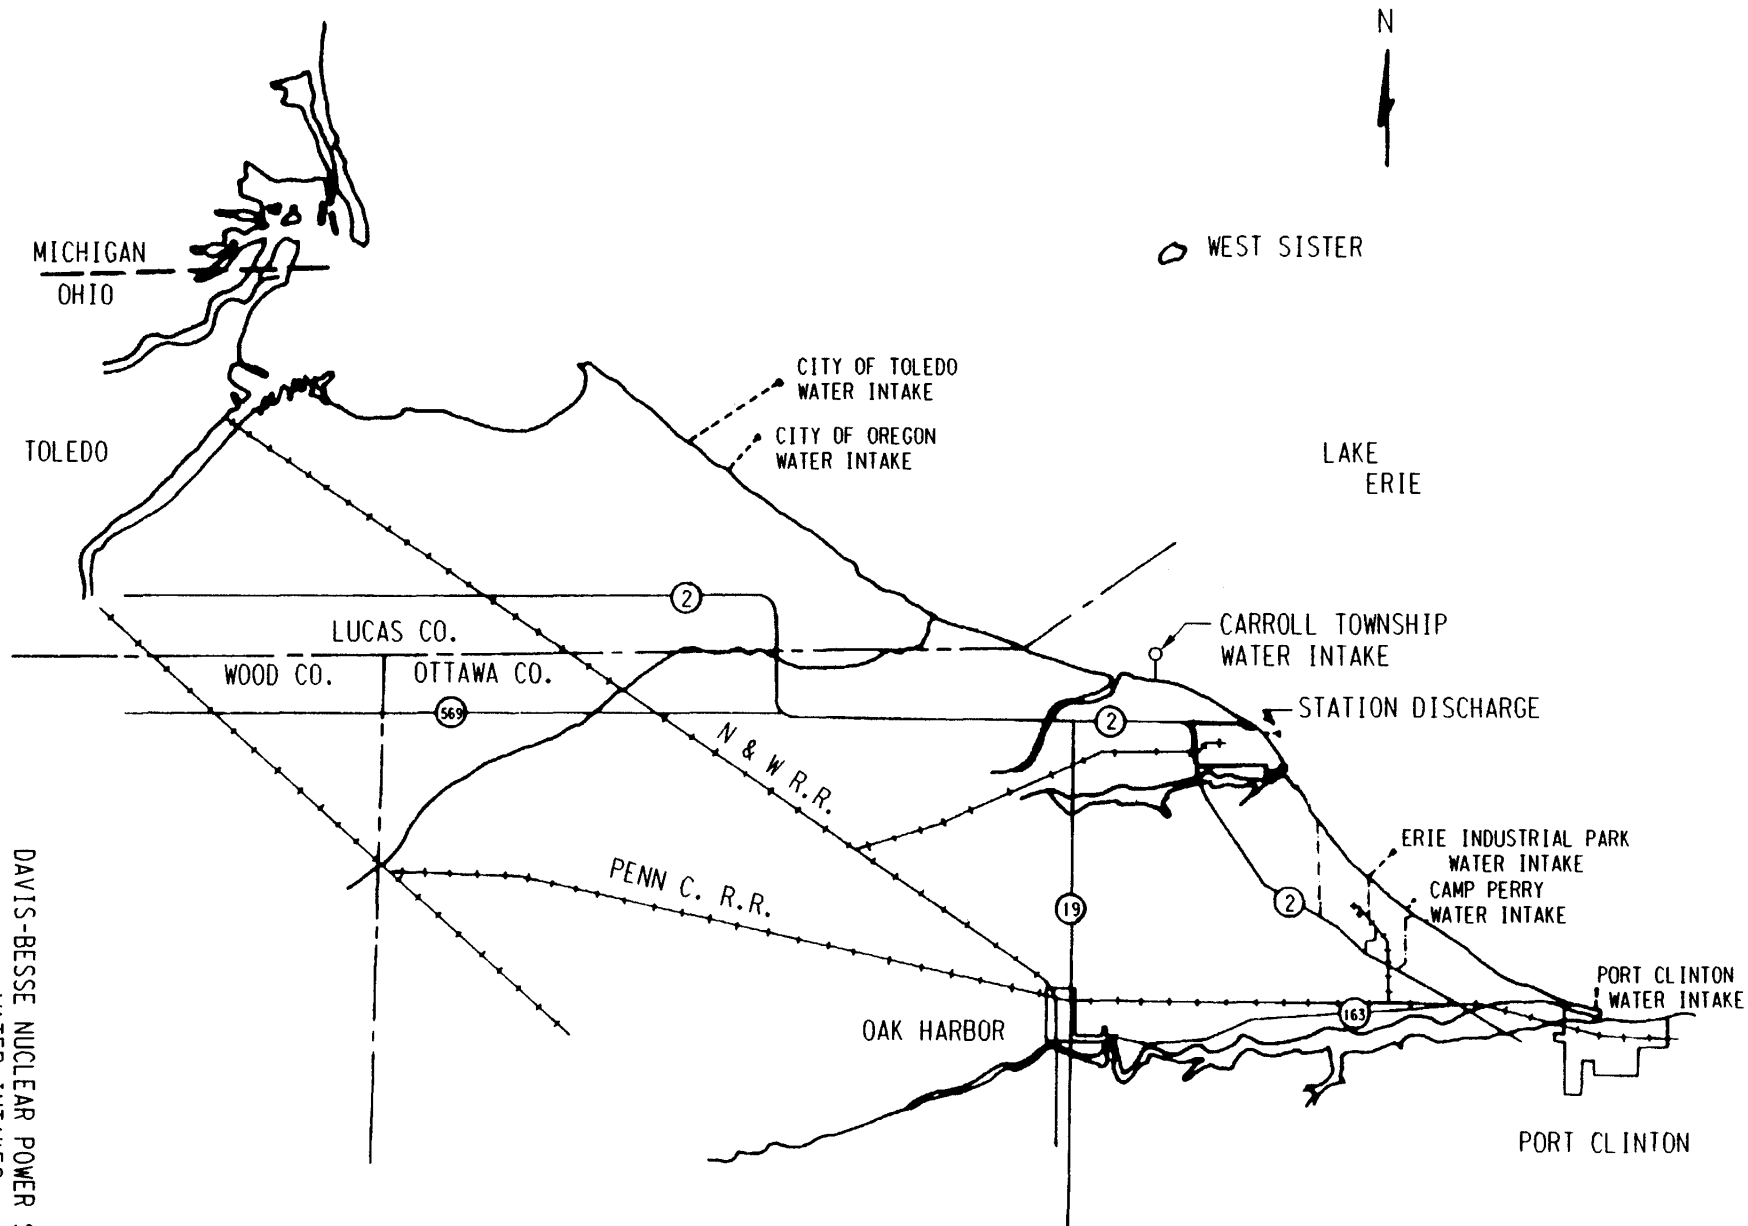 N
MICHIGAN
OHIO
WEST SISTER
CITY OF TOLEDO
WATER INTAKE
CITY OF OREGON
WATER INTAKE
TOLEDO
LAKE
ERIE
2
LUCAS CO.
WOOD CO.
OTTAWA CO.
569
CARROLL TOWNSHIP
WATER INTAKE
2
STATION DISCHARGE
N & W R.R.
ERIE INDUSTRIAL PARK
WATER INTAKE
CAMP PERRY
WATER INTAKE
PENN C. R.R.
19
2
PORT CLINTON
WATER INTAKE
163
OAK HARBOR
PORT CLINTON
DAVIS-BESSE NUCLEAR POWER